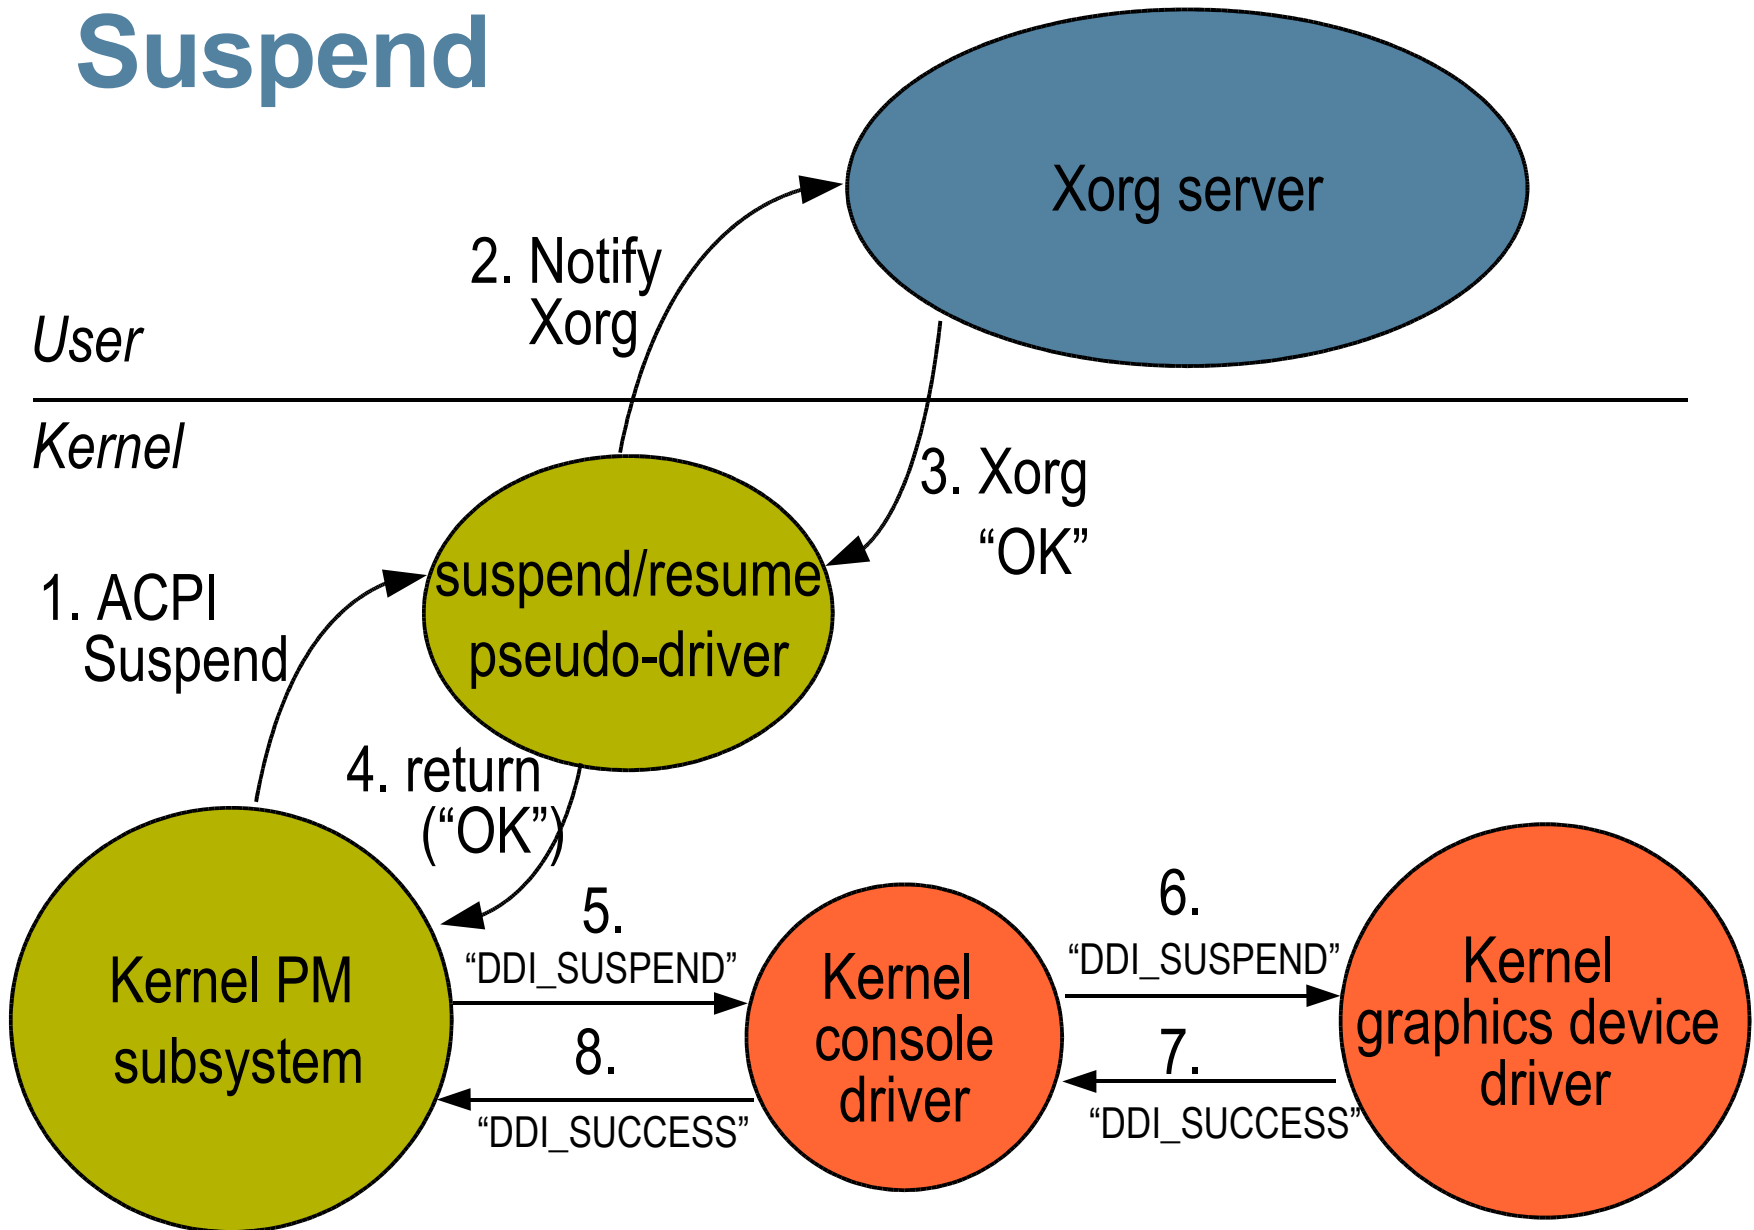 Suspend
Xorg server
2. Notify
Xorg
User
Kernel
3. Xorg
“OK”
suspend/resume
pseudo-driver
1. ACPI
Suspend
4. return
(“OK”)
Kernel PM
subsystem
5.
“DDI_SUSPEND”
8.
“DDI_SUCCESS”
Kernel
console
driver
6.
“DDI_SUSPEND”
7.
“DDI_SUCCESS”
Kernel
graphics device
driver